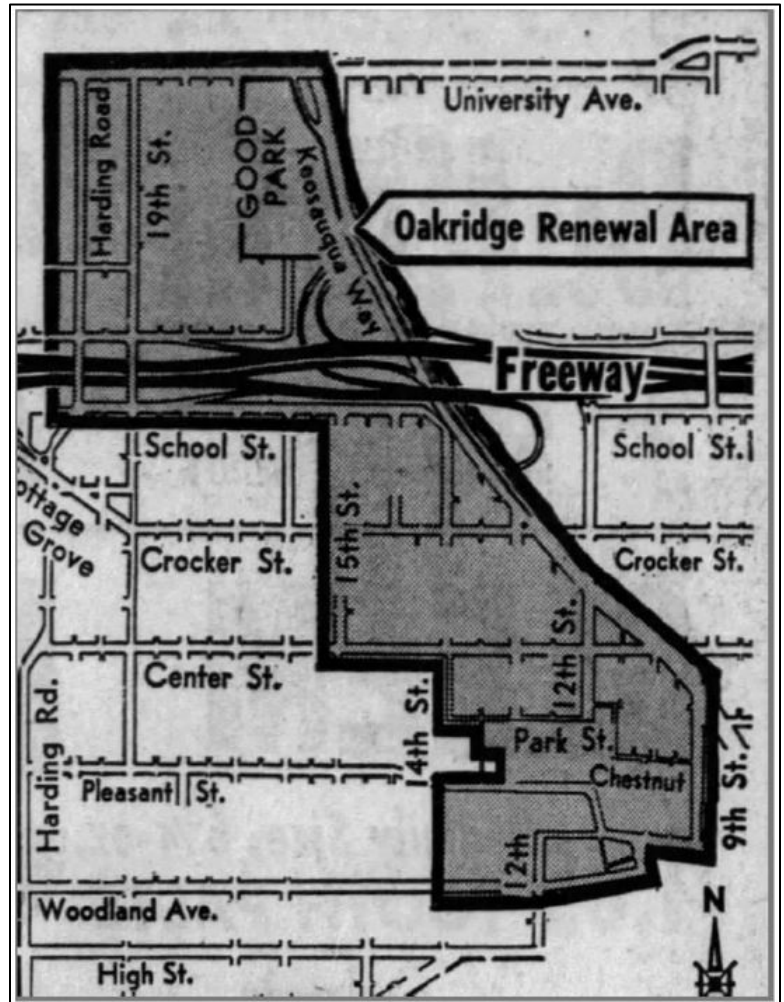 University Ave.
Harding Road
19th St.
GOOD
PARK
Keosauqua Way
Oakridge Renewal Area
Freeway
School St.
School St.
ottage
Grove
15th St.
Crocker St.
Crocker St.
12th St.
Center St.
Harding Rd.
14th St.
Park St.
Pleasant St.
Chestnut
9th St.
12th
Woodland Ave.
N
High St.